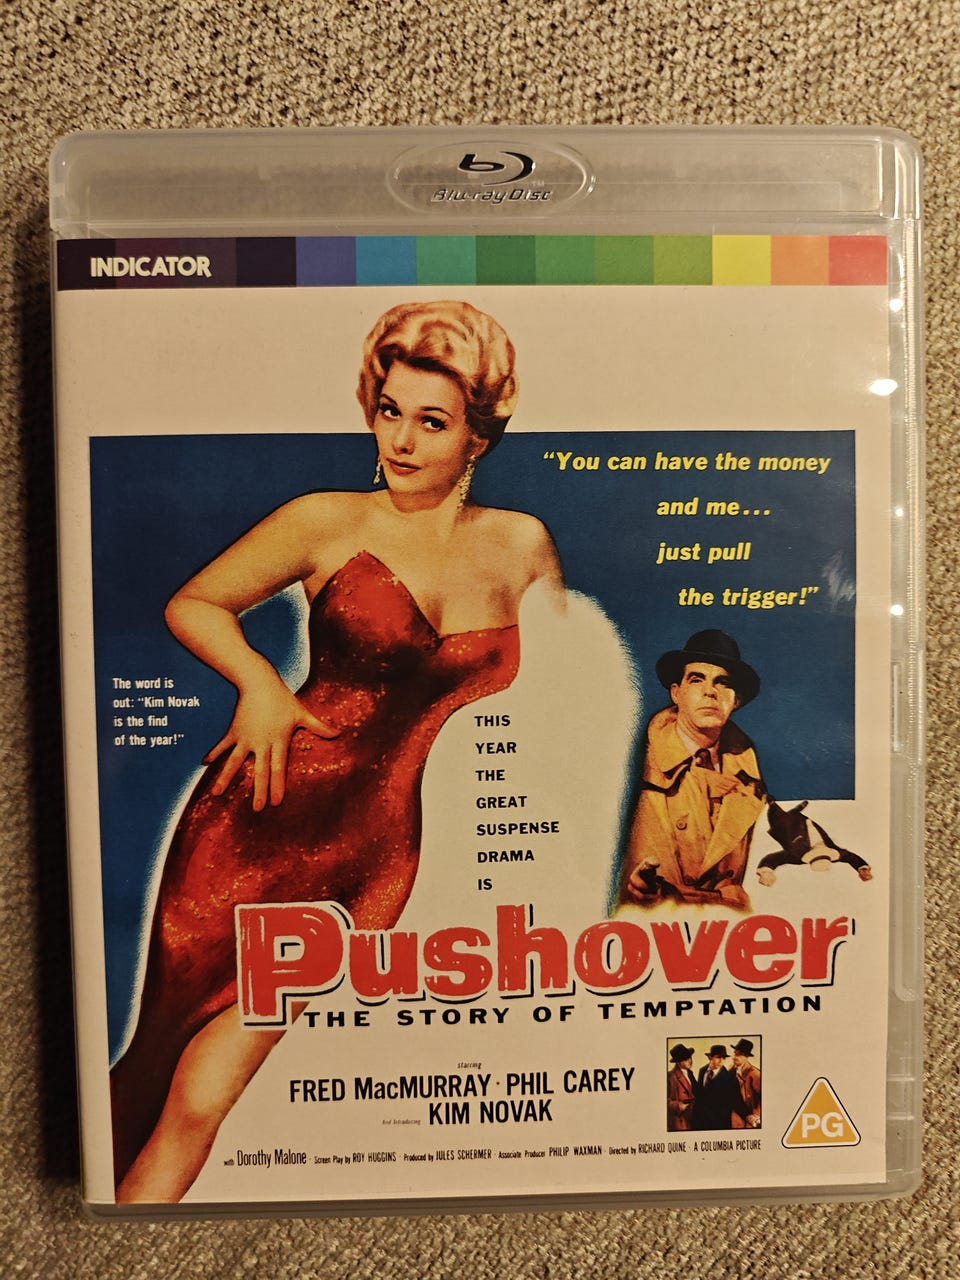 Blu-ray Disc™
INDICATOR
"You can have the money
and me...
just pull
the trigger!"
The word is
out: "Kim Novak
is the find
of the year!"
THIS
YEAR
THE
GREAT
SUSPENSE
DRAMA
IS
Pushover
THE STORY OF TEMPTATION
starring
FRED MacMURRAY · PHIL CAREY
And Introducing KIM NOVAK
with Dorothy Malone · Screen Play by ROY HUGGINS · Produced by JULES SCHERMER · Associate Producer PHILIP WAXMAN · Directed by RICHARD QUINE · A COLUMBIA PICTURE
PG